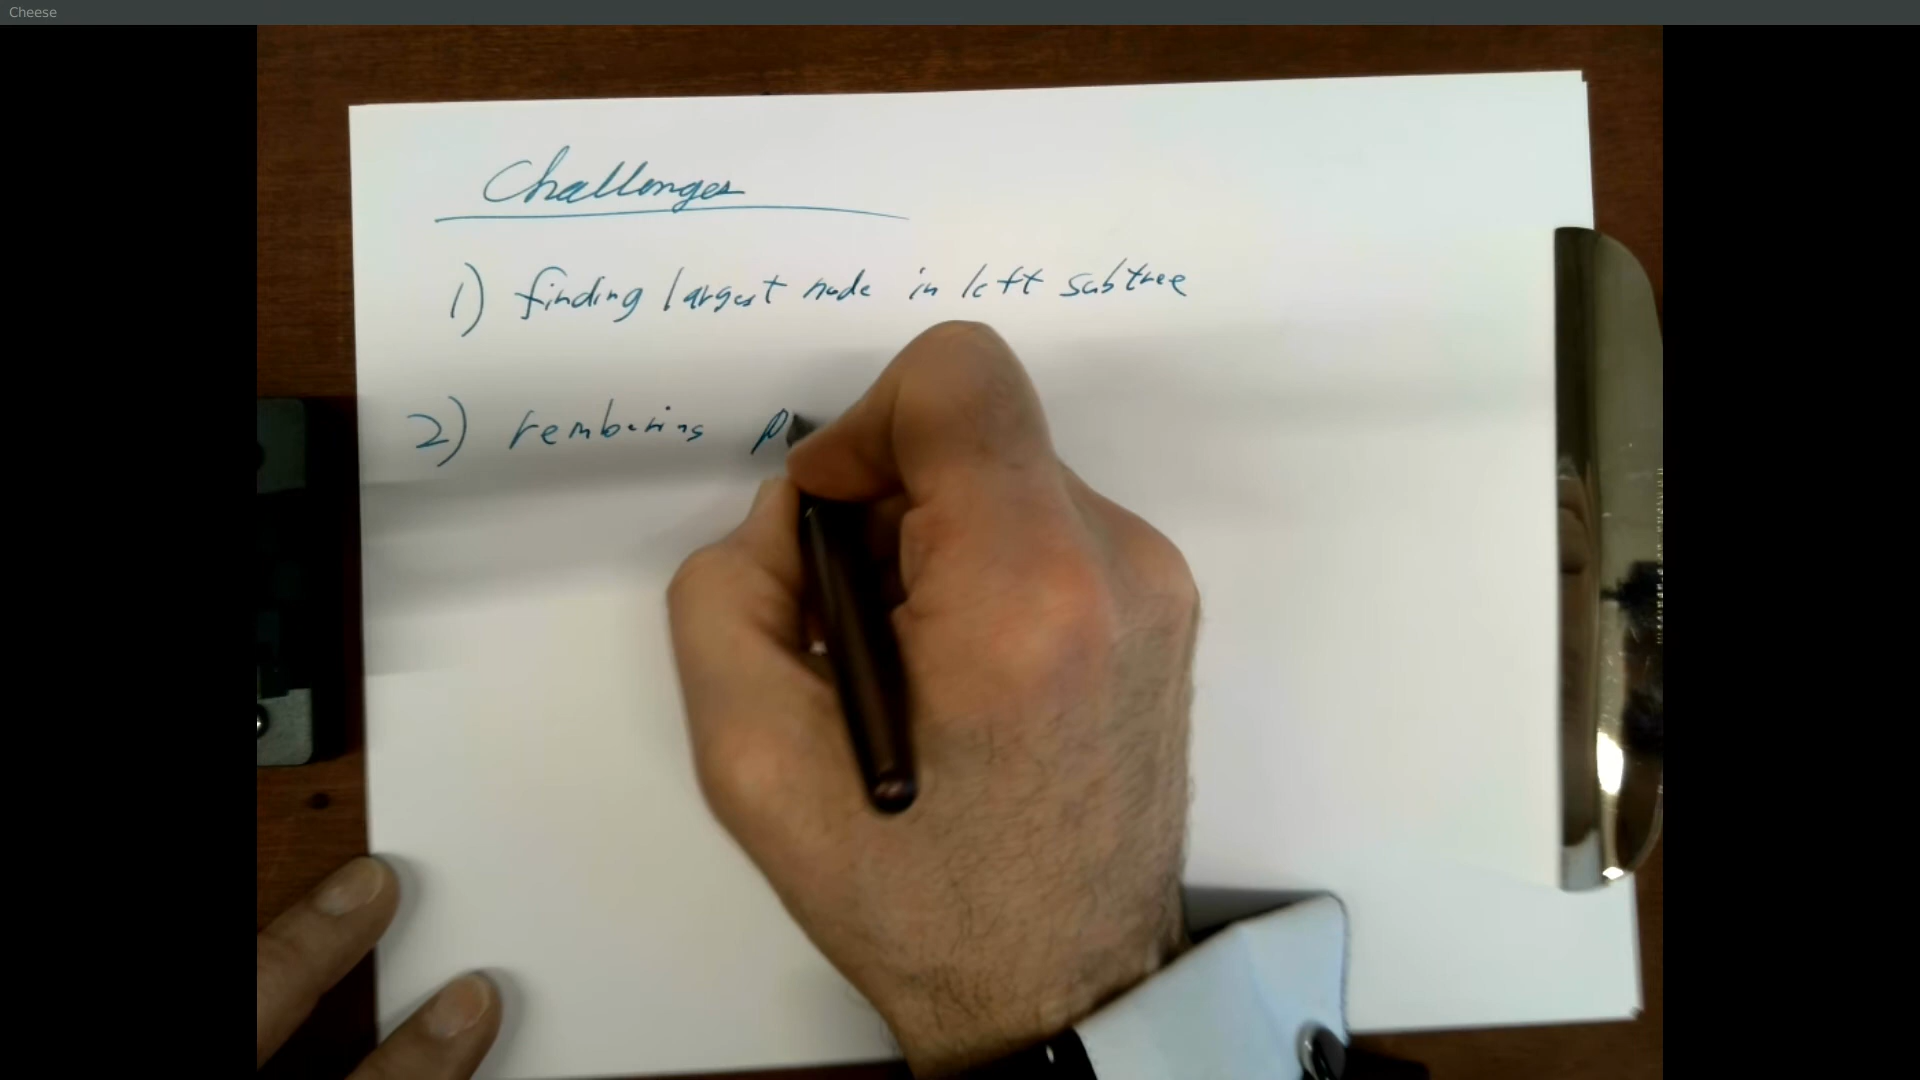 Cheese
Challenges
1) finding largest node in left subtree
2) rembering p